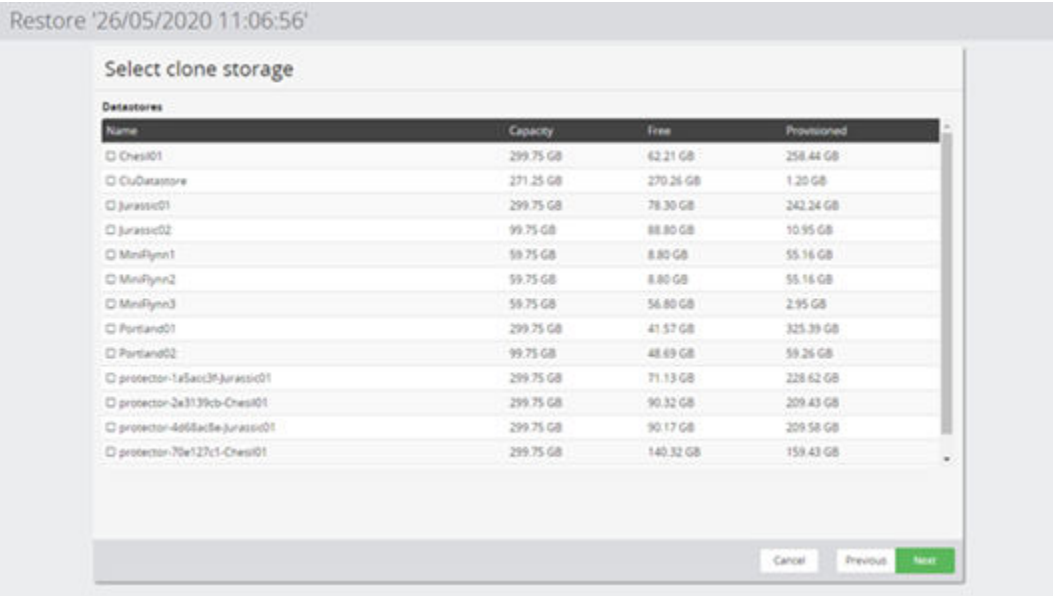 Restore '26/05/2020 11:06:56'
Select clone storage
Datastores
Name Capacity Free Provisioned
Chesil01 299.75 GB 62.21 GB 258.44 GB
CluDatastore 271.25 GB 270.26 GB 1.20 GB
Jurassic01 299.75 GB 78.30 GB 242.24 GB
Jurassic02 99.75 GB 88.80 GB 10.95 GB
MiniFlynn1 59.75 GB 8.80 GB 55.16 GB
MiniFlynn2 59.75 GB 8.80 GB 55.16 GB
MiniFlynn3 59.75 GB 56.80 GB 2.95 GB
Portland01 299.75 GB 41.57 GB 325.39 GB
Portland02 99.75 GB 48.69 GB 59.26 GB
protector-1a5acc3f-Jurassic01 299.75 GB 71.13 GB 228.62 GB
protector-2e3139cb-Chesil01 299.75 GB 90.32 GB 209.43 GB
protector-4d68ac8e-Jurassic01 299.75 GB 90.17 GB 209.58 GB
protector-70e127c1-Chesil01 299.75 GB 140.32 GB 159.43 GB
Cancel Previous Next